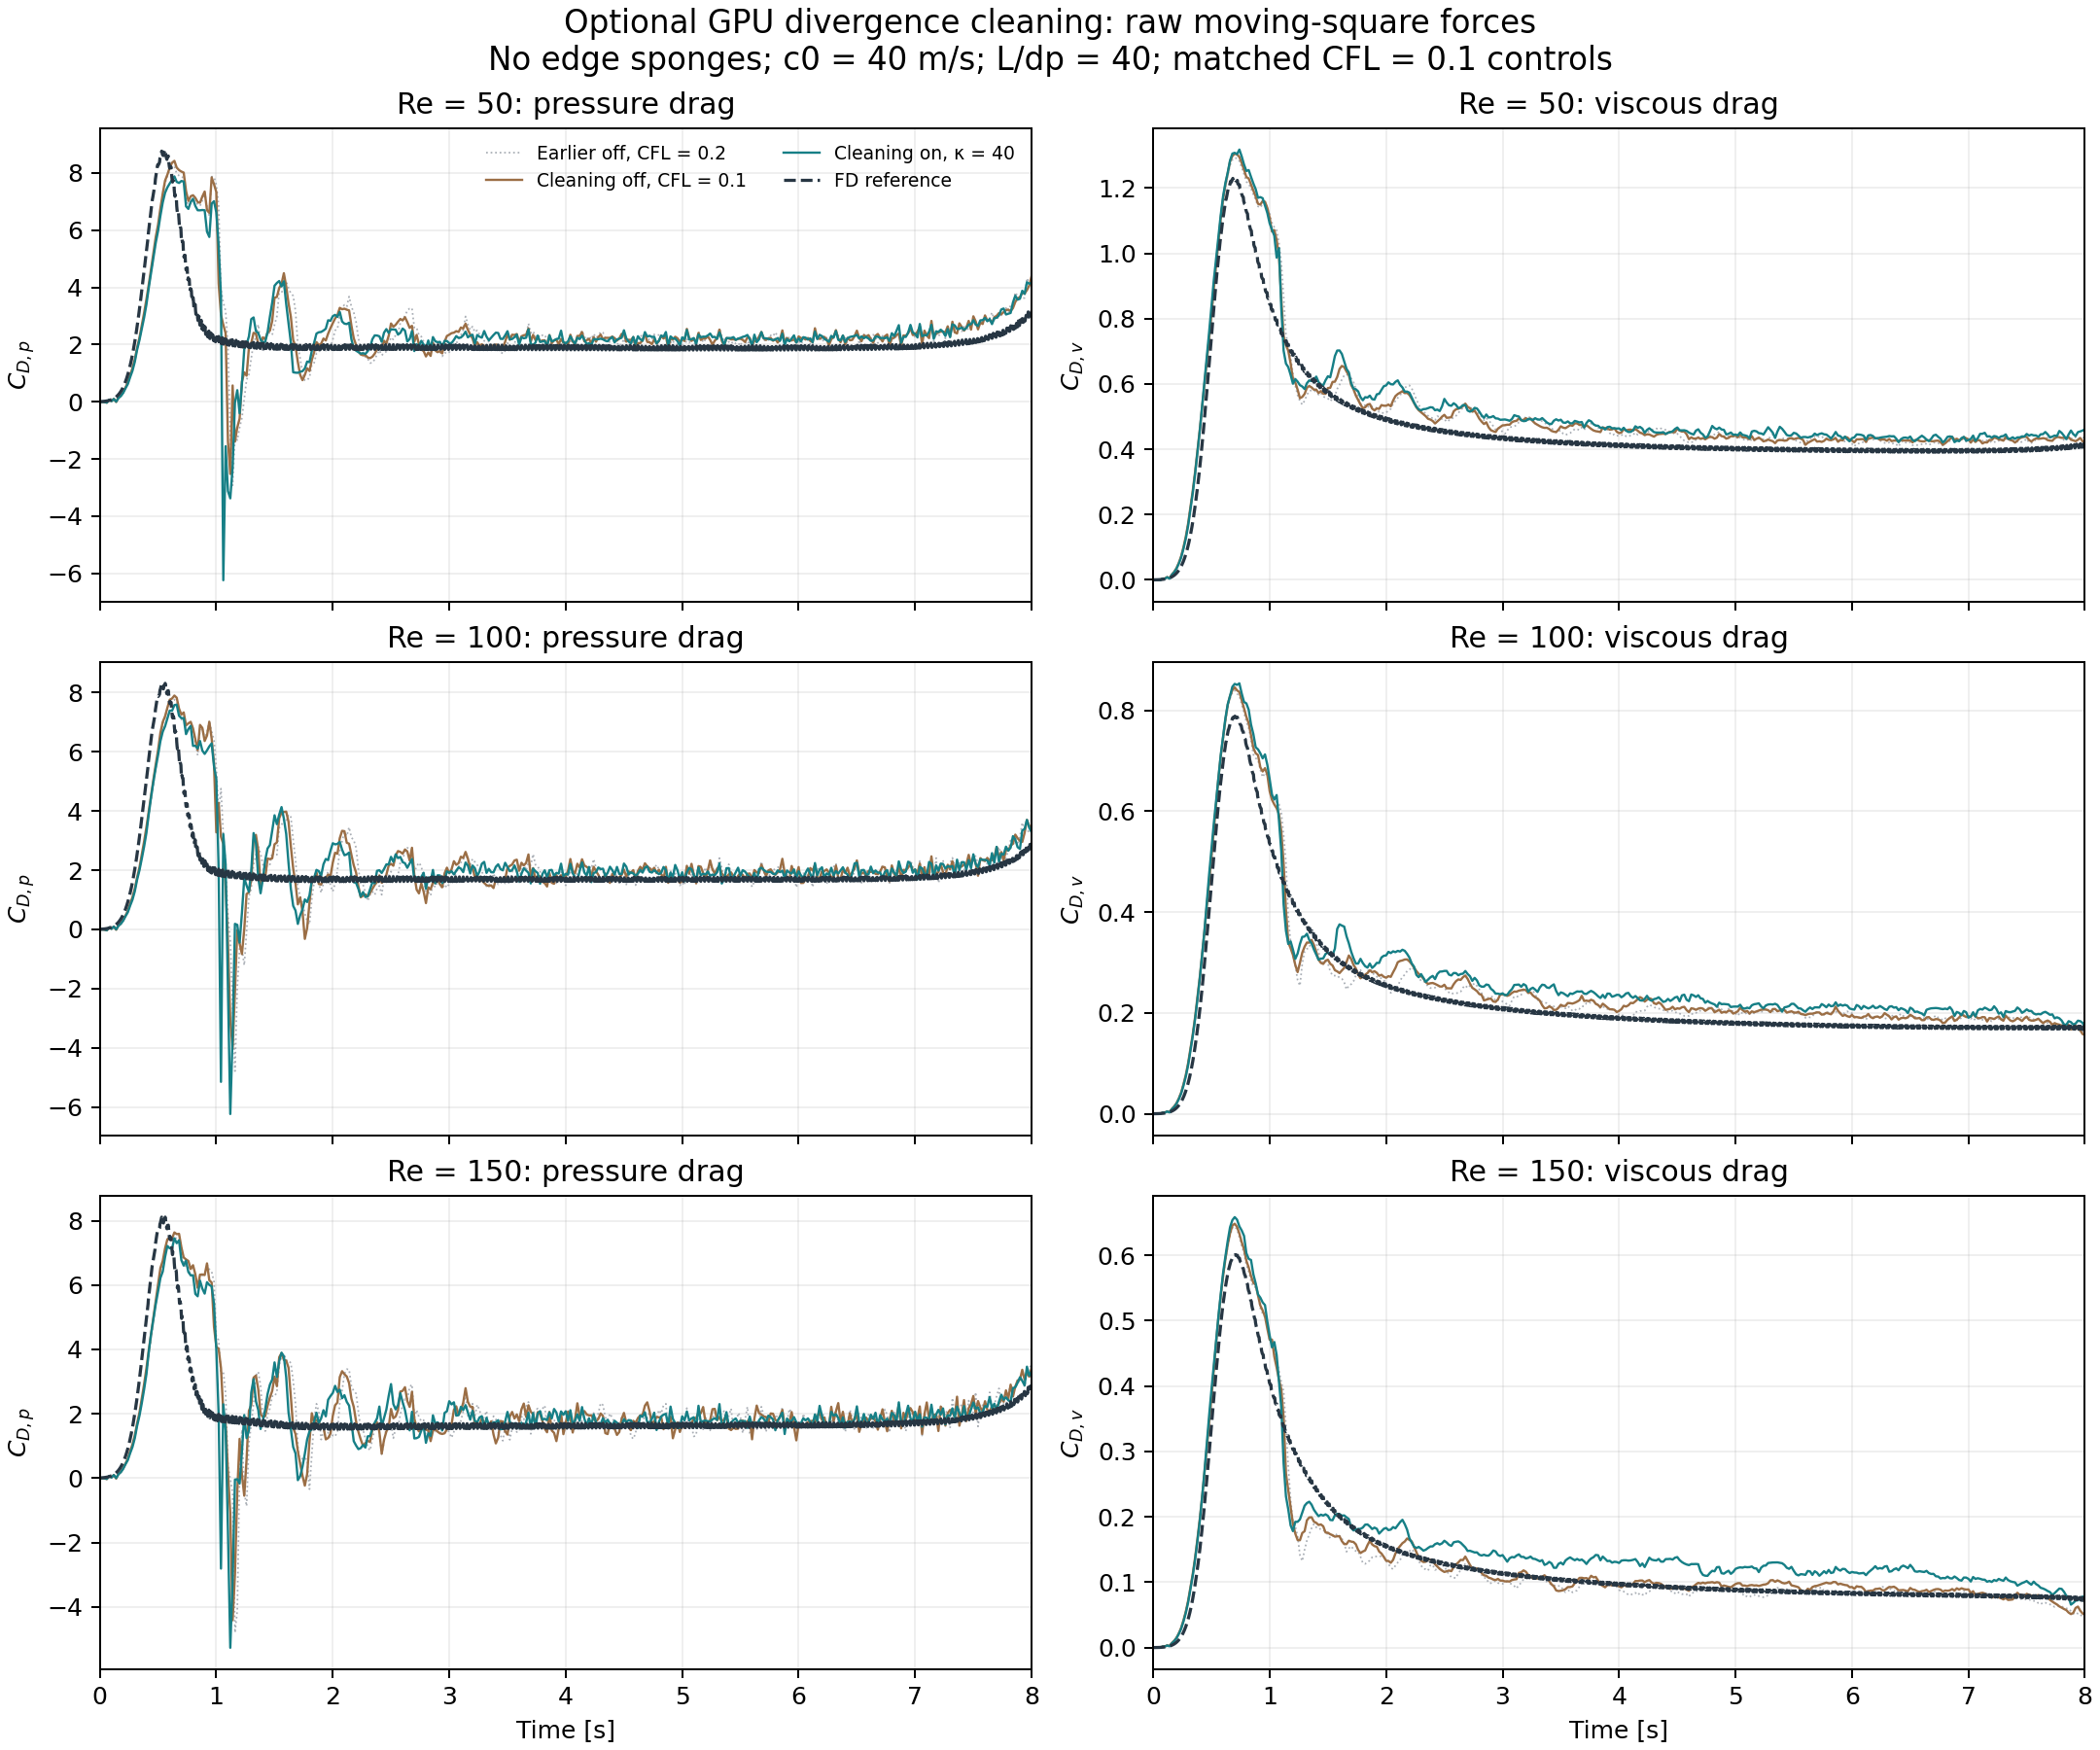 Optional GPU divergence cleaning: raw moving-square forces
No edge sponges; c0 = 40 m/s; L/dp = 40; matched CFL = 0.1 controls
Re = 50: pressure drag
Earlier off, CFL = 0.2
Cleaning off, CFL = 0.1
Cleaning on, κ = 40
FD reference
8
6
4
2
0
−2
−4
−6
C_{D,p}
Re = 50: viscous drag
1.2
1.0
0.8
0.6
0.4
0.2
0.0
C_{D,v}
Re = 100: pressure drag
8
6
4
2
0
−2
−4
−6
C_{D,p}
Re = 100: viscous drag
0.8
0.6
0.4
0.2
0.0
C_{D,v}
Re = 150: pressure drag
8
6
4
2
0
−2
−4
C_{D,p}
0 1 2 3 4 5 6 7 8
Time [s]
Re = 150: viscous drag
0.6
0.5
0.4
0.3
0.2
0.1
0.0
C_{D,v}
0 1 2 3 4 5 6 7 8
Time [s]